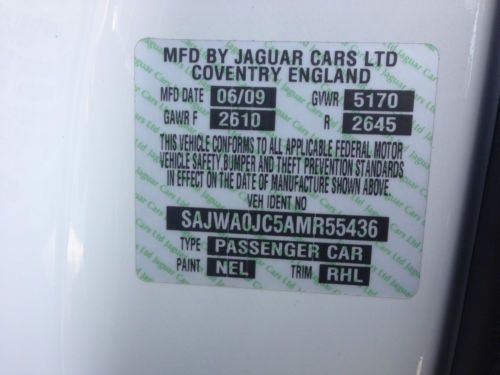 MFD BY JAGUAR CARS LTD
COVENTRY ENGLAND
MFD DATE 06/09 GVWR 5170
GAWR F 2610 R 2645
THIS VEHICLE CONFORMS TO ALL APPLICABLE FEDERAL MOTOR
VEHICLE SAFETY, BUMPER AND THEFT PREVENTION STANDARDS
IN EFFECT ON THE DATE OF MANUFACTURE SHOWN ABOVE.
VEH IDENT NO
SAJWA0JC5AMR55436
TYPE PASSENGER CAR
PAINT NEL TRIM RHL